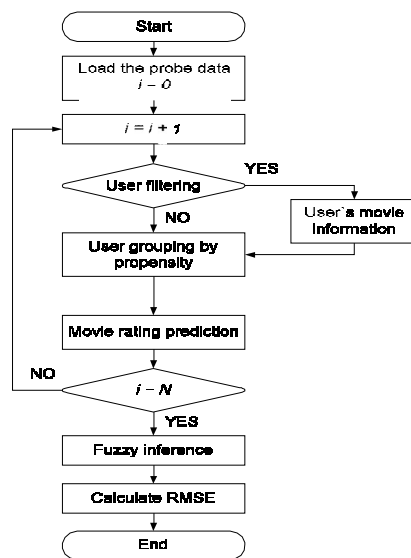 Start
Load the probe data
i = 0
i = i + 1
User filtering
YES
NO
User's movie
information
User grouping by
propensity
Movie rating prediction
NO
i = N
YES
Fuzzy inference
Calculate RMSE
End